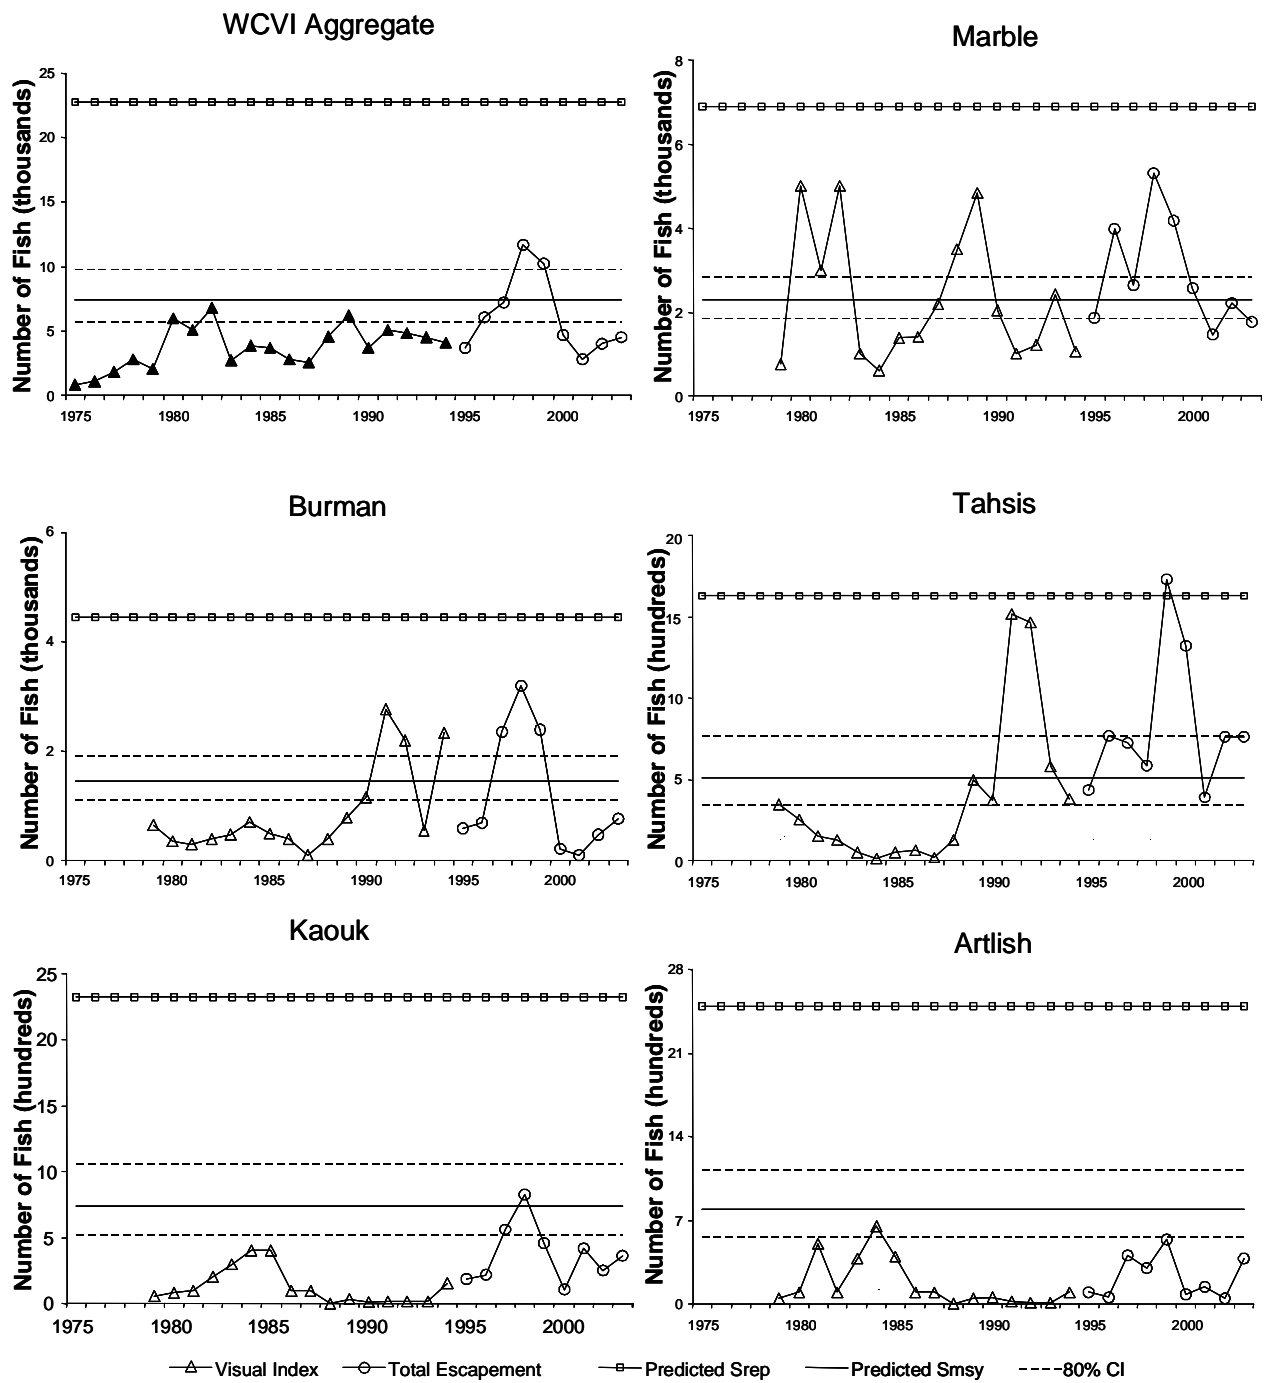 WCVI Aggregate
Number of Fish (thousands)
25
20
15
10
5
0
1975 1980 1985 1990 1995 2000
Marble
Number of Fish (thousands)
8
6
4
2
0
1975 1980 1985 1990 1995 2000
Burman
Number of Fish (thousands)
6
4
2
0
1975 1980 1985 1990 1995 2000
Tahsis
Number of Fish (hundreds)
20
15
10
5
0
1975 1980 1985 1990 1995 2000
Kaouk
Number of Fish (hundreds)
25
20
15
10
5
0
1975 1980 1985 1990 1995 2000
Artlish
Number of Fish (hundreds)
28
21
14
7
0
1975 1980 1985 1990 1995 2000
Visual Index Total Escapement Predicted Srep Predicted Smsy 80% CI